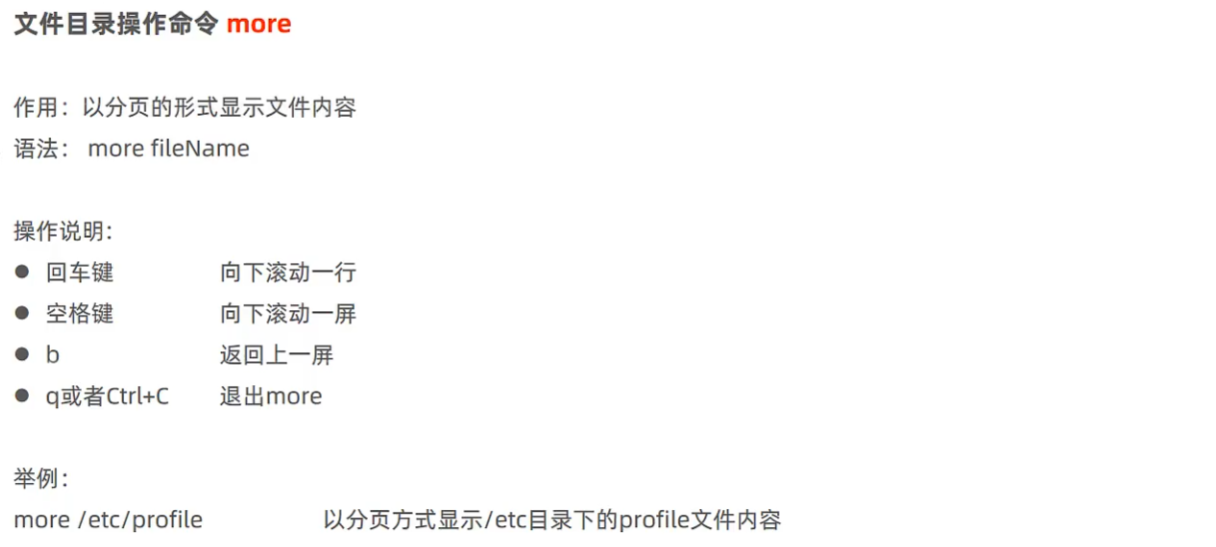 文件目录操作命令 more
作用：以分页的形式显示文件内容
语法： more fileName
操作说明：
● 回车键 向下滚动一行
● 空格键 向下滚动一屏
● b 返回上一屏
● q或者Ctrl+C 退出more
举例：
more /etc/profile 以分页方式显示/etc目录下的profile文件内容